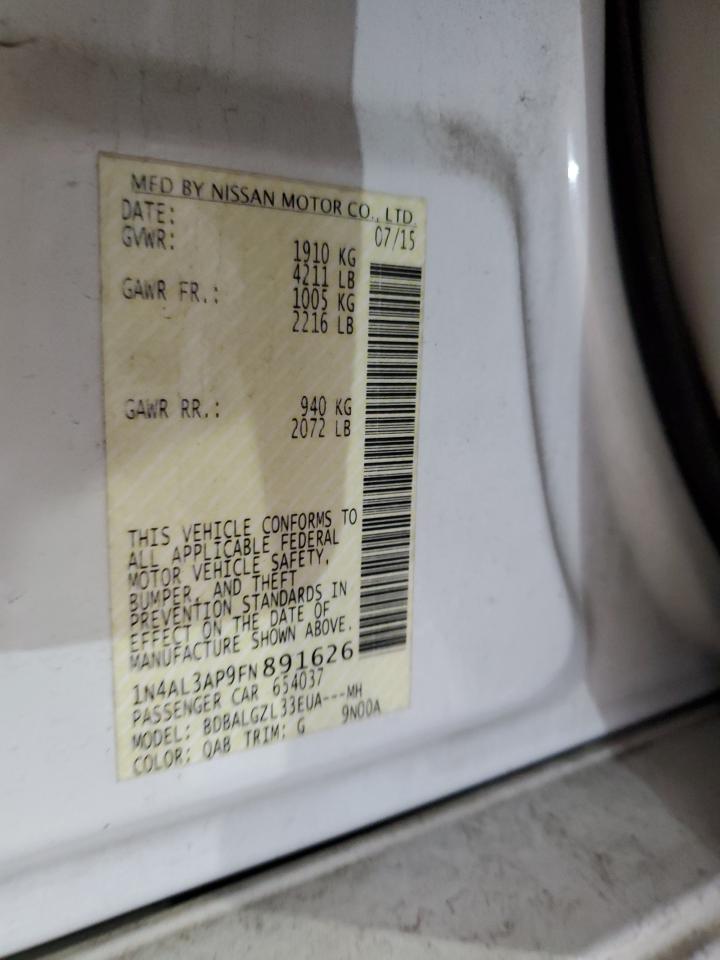 MFD BY NISSAN MOTOR CO., LTD.
DATE: 07/15
GVWR: 1910 KG
4211 LB
GAWR FR.: 1005 KG
2216 LB
GAWR RR.: 940 KG
2072 LB
THIS VEHICLE CONFORMS TO
ALL APPLICABLE FEDERAL
MOTOR VEHICLE SAFETY,
BUMPER, AND THEFT
PREVENTION STANDARDS IN
EFFECT ON THE DATE OF
MANUFACTURE SHOWN ABOVE.
1N4AL3AP9FN891626
PASSENGER CAR 654037
MODEL: BDBALGZL33EUA---MH
COLOR: QAB TRIM: G 9N00A